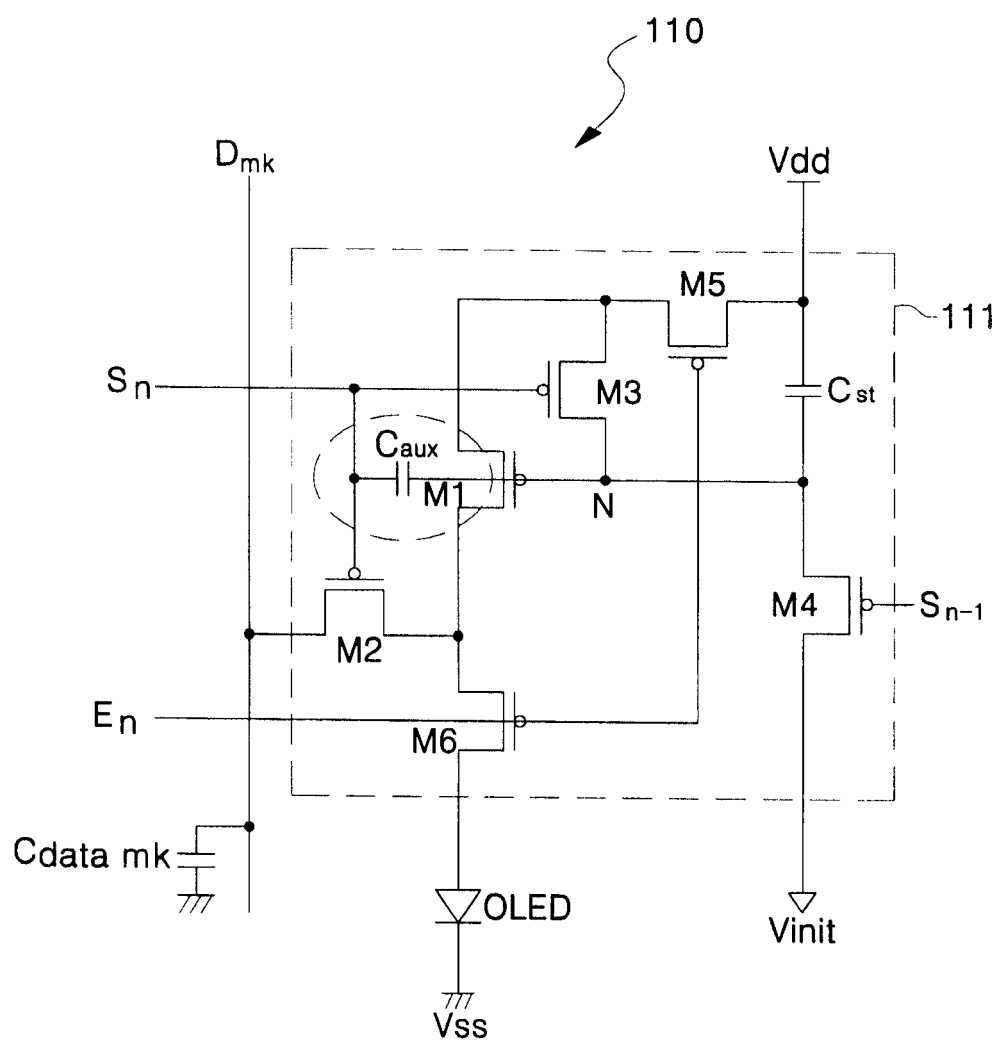 110
Dmk
Vdd
M5
111
Sn
M3
Cst
Caux
M1
N
M4
Sn-1
M2
En
M6
Cdata mk
OLED
Vinit
Vss